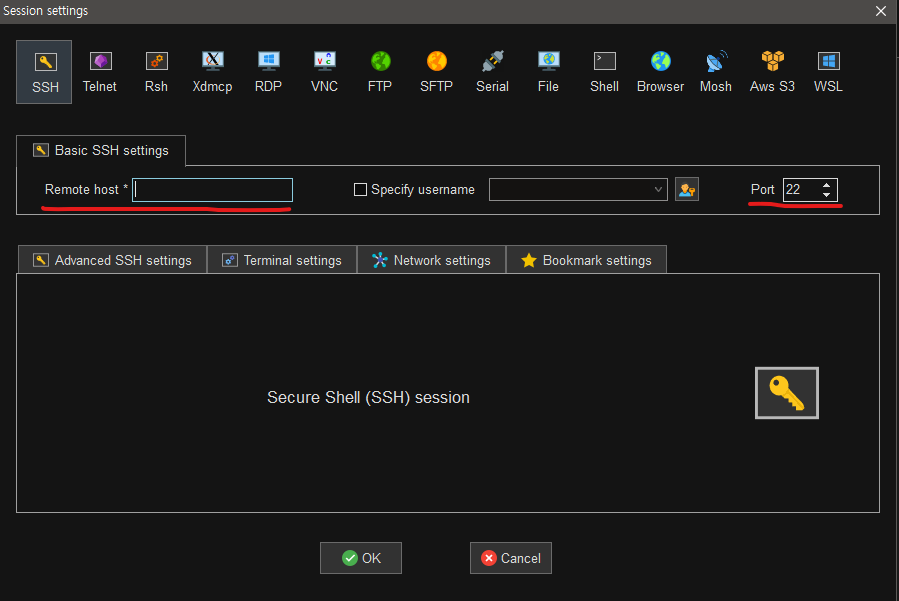 Session settings
SSH Telnet Rsh Xdmcp RDP VNC FTP SFTP Serial File Shell Browser Mosh Aws S3 WSL
Basic SSH settings
Remote host * Specify username Port 22
Advanced SSH settings Terminal settings Network settings Bookmark settings
Secure Shell (SSH) session
OK Cancel